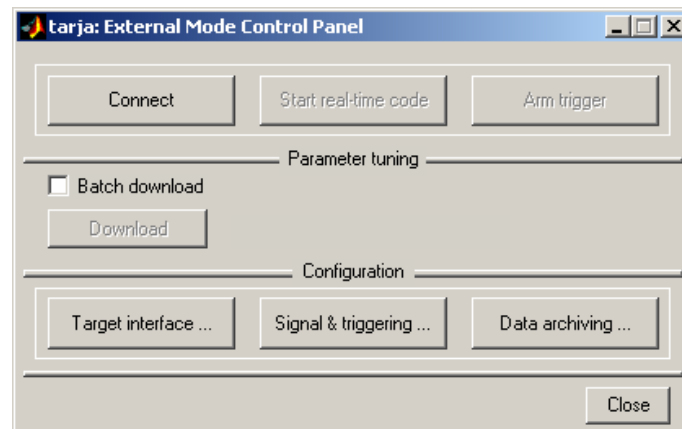 tarja: External Mode Control Panel
Connect
Start real-time code
Arm trigger
Parameter tuning
Batch download
Download
Configuration
Target interface ...
Signal & triggering ...
Data archiving ...
Close